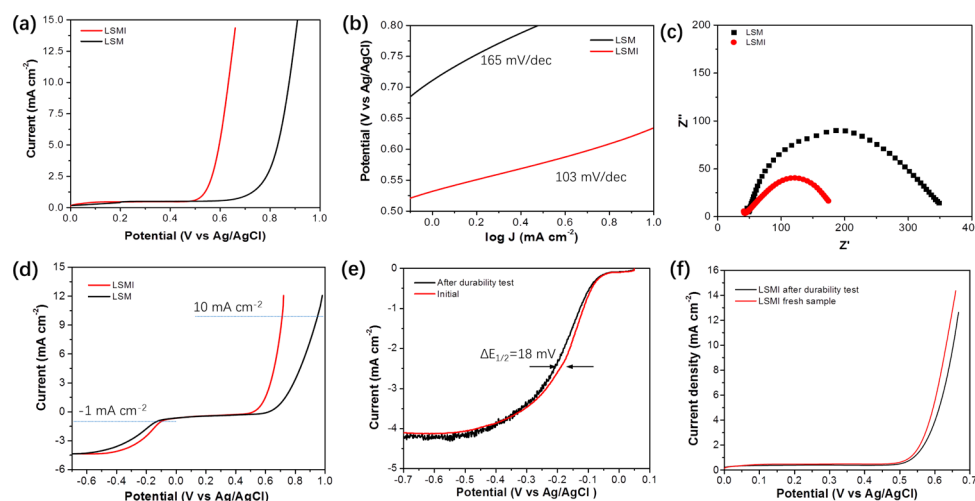 (a)
LSMI
LSM
Current (mA cm⁻²)
15.0
12.5
10.0
7.5
5.0
2.5
0.0
0.0 0.2 0.4 0.6 0.8 1.0
Potential (V vs Ag/AgCl)
(b)
LSM
LSMI
165 mV/dec
103 mV/dec
Potential (V vs Ag/AgCl)
0.80
0.75
0.70
0.65
0.60
0.55
0.50
0.0 0.2 0.4 0.6 0.8 1.0
log J (mA cm⁻²)
(c)
LSM
LSMI
Z''
200
150
100
50
0
0 50 100 150 200 250 300 350 40
Z'
(d)
LSMI
LSM
10 mA cm⁻²
-1 mA cm⁻²
Current (mA cm⁻²)
15
12
9
6
3
0
-3
-6
-0.6 -0.4 -0.2 0.0 0.2 0.4 0.6 0.8 1.0
Potential (V vs Ag/AgCl)
(e)
After durability test
Initial
ΔE1/2=18 mV
Current (mA cm⁻²)
0
-1
-2
-3
-4
-5
-0.7 -0.6 -0.5 -0.4 -0.3 -0.2 -0.1 0.0 0.1
Potential (V vs Ag/AgCl )
(f)
LSMI after durability test
LSMI fresh sample
Current density (mA cm⁻²)
16
14
12
10
8
6
4
2
0
0.0 0.1 0.2 0.3 0.4 0.5 0.6 0.7
Potential (V vs Ag/AgCl)